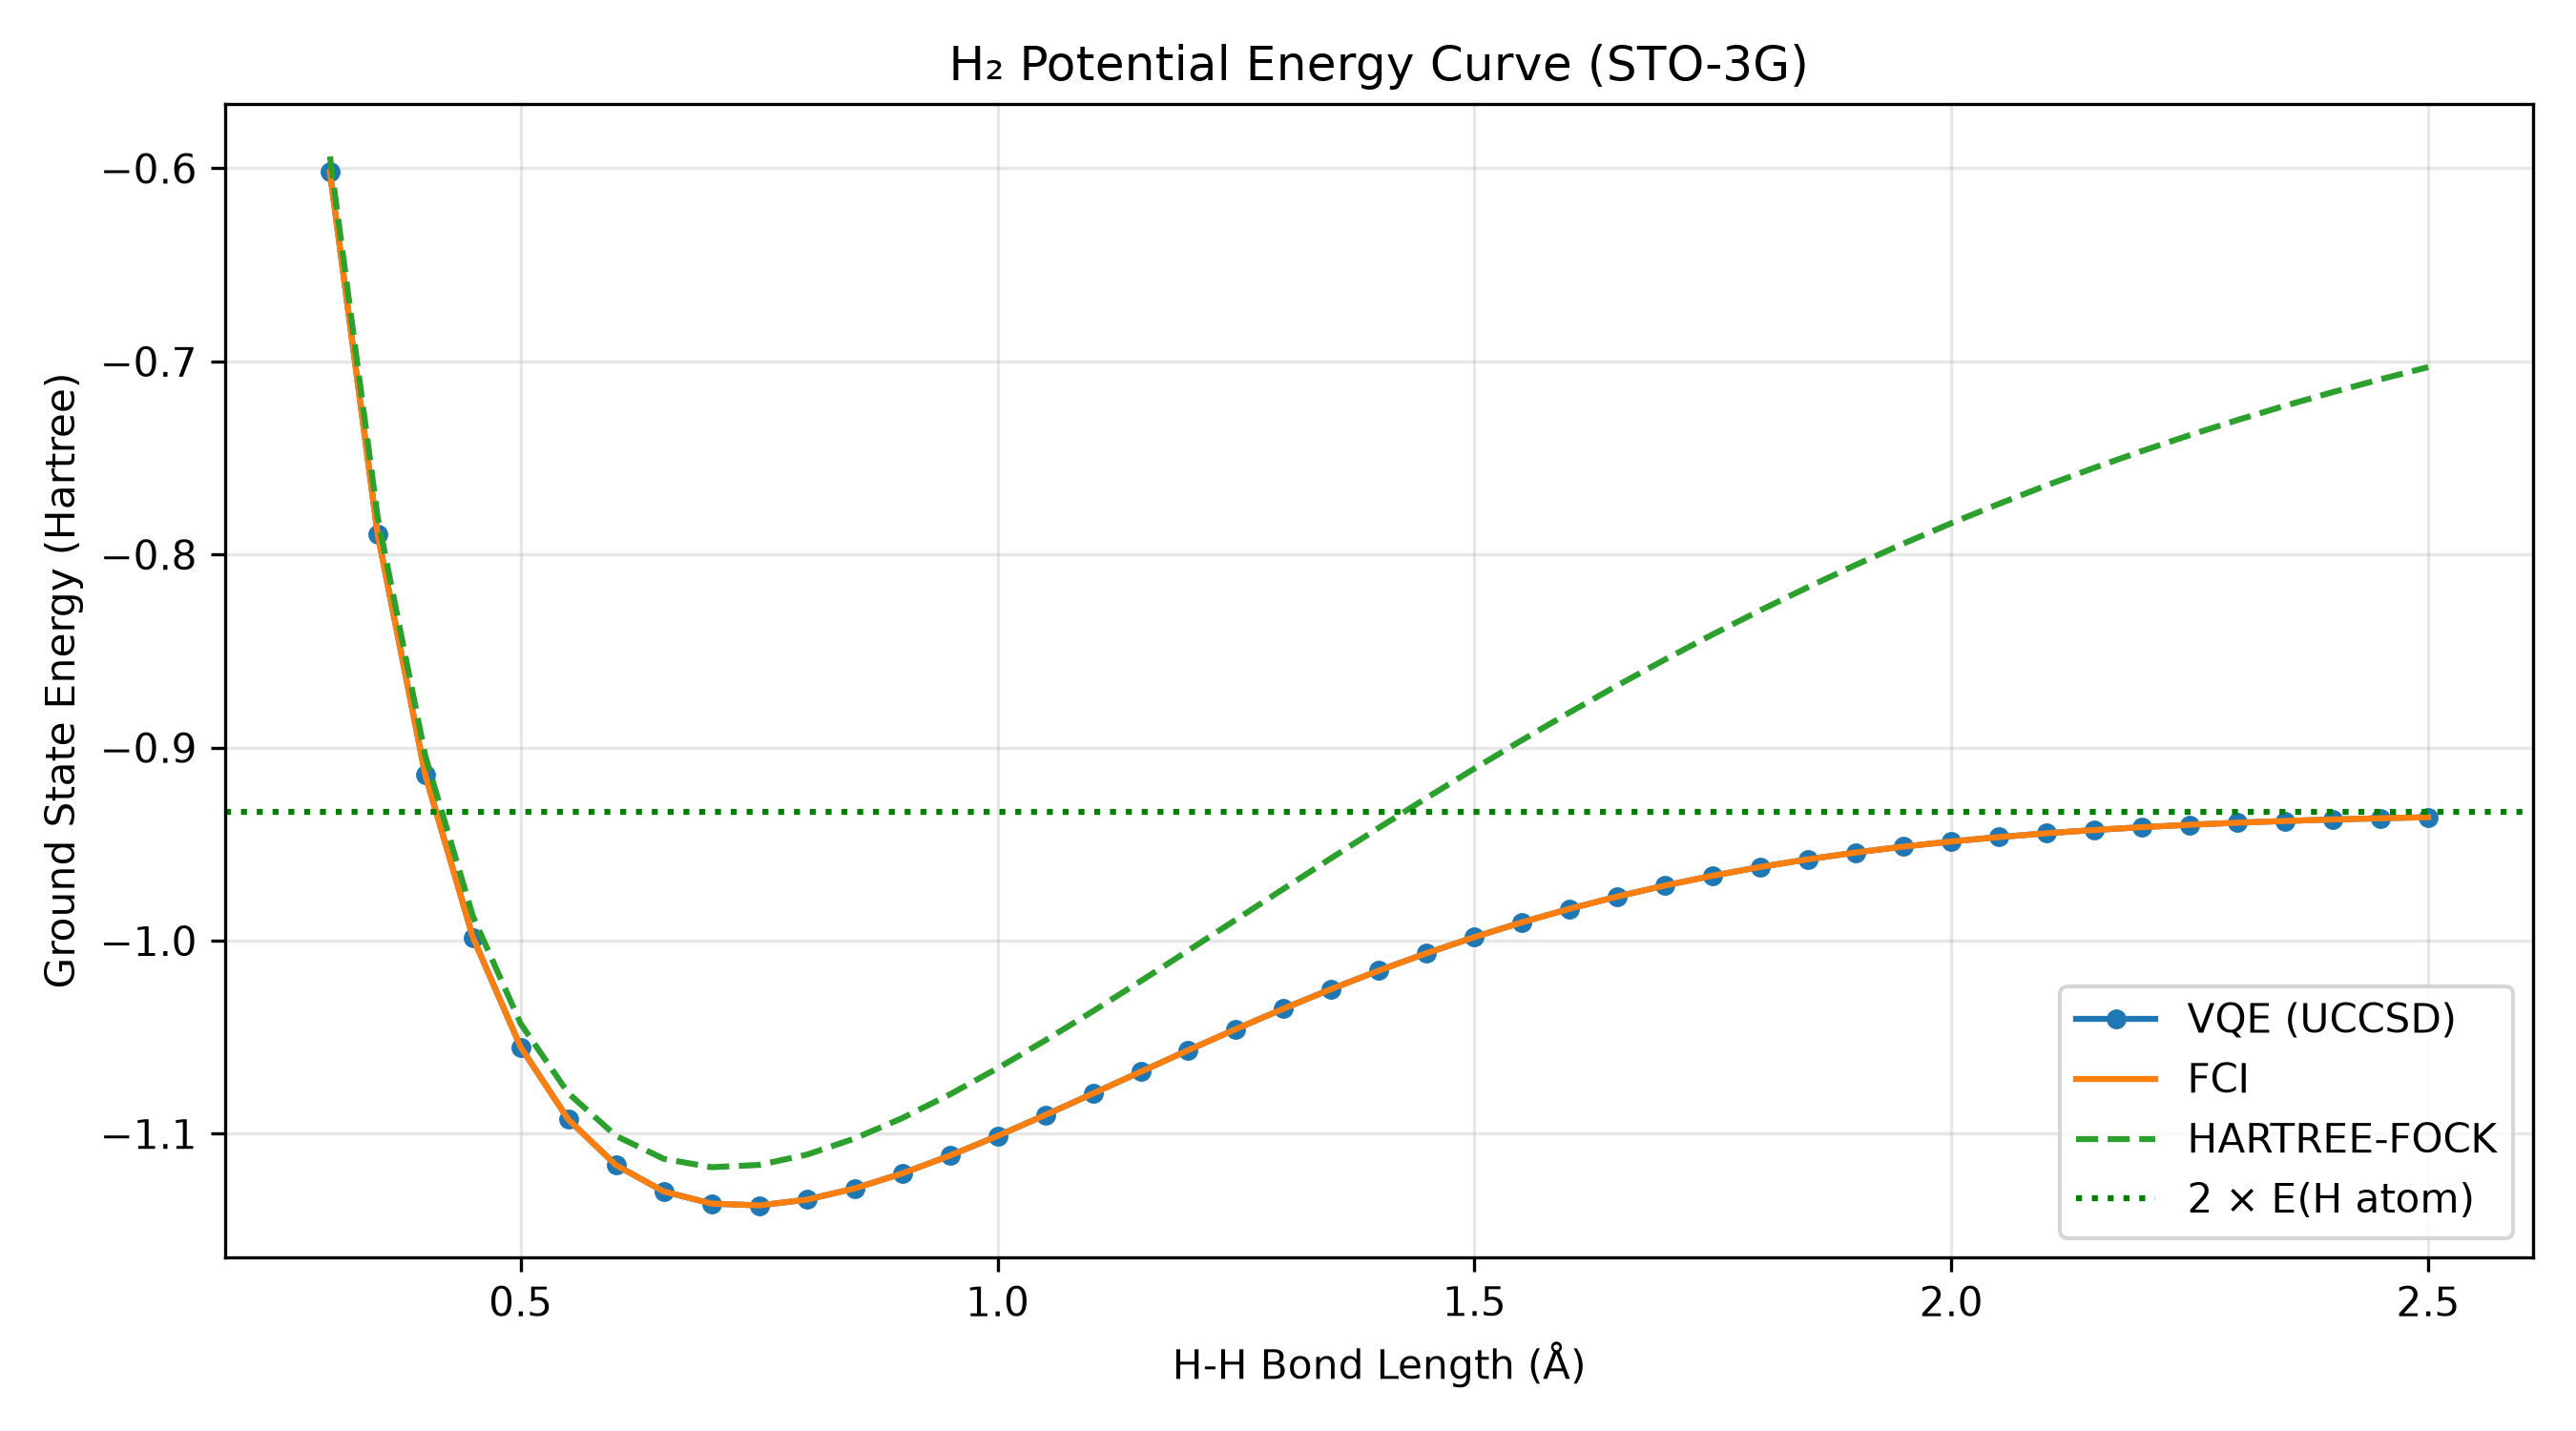 H₂ Potential Energy Curve (STO-3G)
Ground State Energy (Hartree)
−0.6
−0.7
−0.8
−0.9
−1.0
−1.1
0.5 1.0 1.5 2.0 2.5
H-H Bond Length (Å)
VQE (UCCSD)
FCI
HARTREE-FOCK
2 × E(H atom)